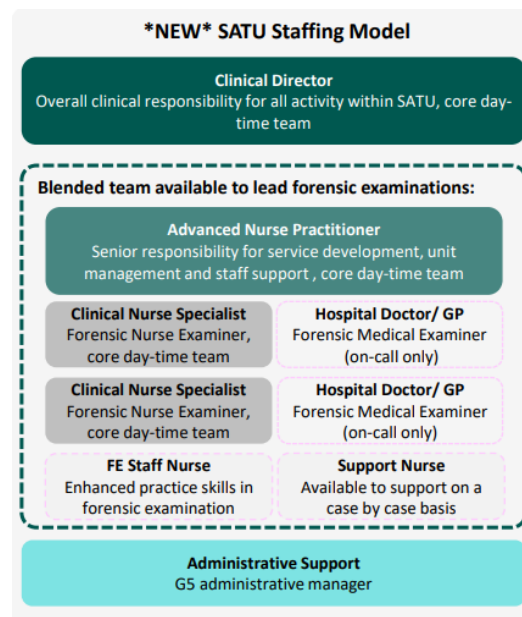 *NEW* SATU Staffing Model
Clinical Director
Overall clinical responsibility for all activity within SATU, core day-
time team
Blended team available to lead forensic examinations:
Advanced Nurse Practitioner
Senior responsibility for service development, unit
management and staff support , core day-time team
Clinical Nurse Specialist
Forensic Nurse Examiner,
core day-time team
Hospital Doctor/ GP
Forensic Medical Examiner
(on-call only)
Clinical Nurse Specialist
Forensic Nurse Examiner,
core day-time team
Hospital Doctor/ GP
Forensic Medical Examiner
(on-call only)
FE Staff Nurse
Enhanced practice skills in
forensic examination
Support Nurse
Available to support on a
case by case basis
Administrative Support
G5 administrative manager